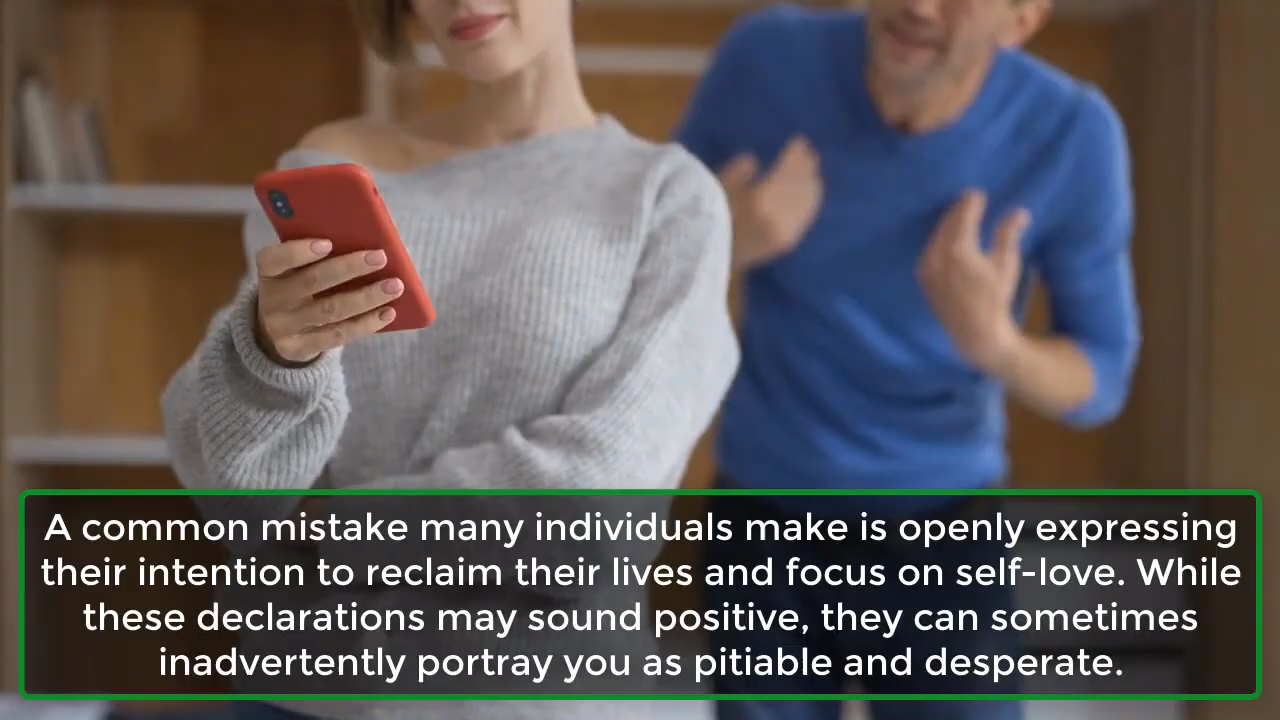 A common mistake many individuals make is openly expressing
their intention to reclaim their lives and focus on self-love. While
these declarations may sound positive, they can sometimes
inadvertently portray you as pitiable and desperate.